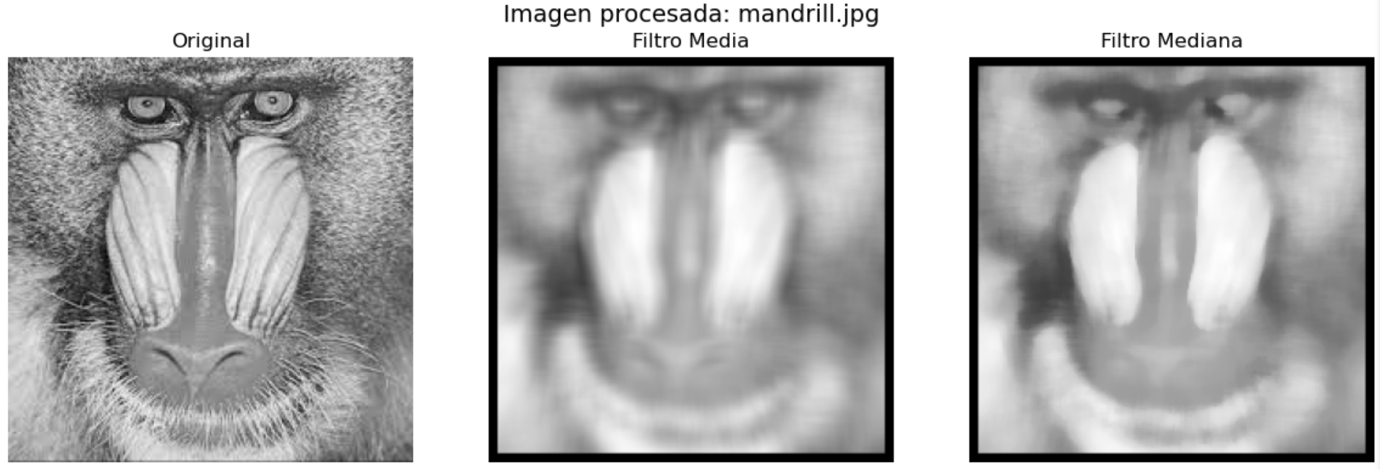 Imagen procesada: mandrill.jpg
Original
Filtro Media
Filtro Mediana